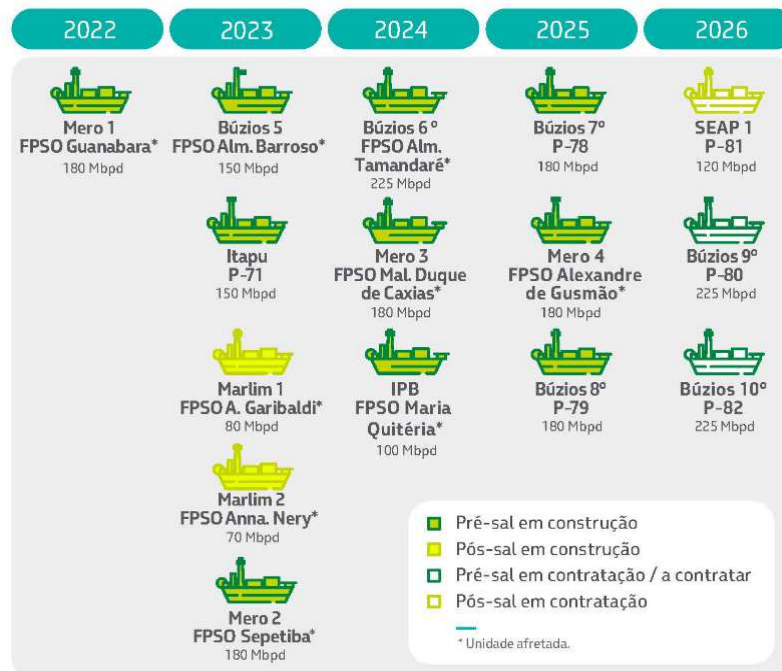 2022
2023
2024
2025
2026
Mero 1
FPSO Guanabara*
180 Mbpd
Búzios 5
FPSO Alm. Barroso*
150 Mbpd
Búzios 6 º
FPSO Alm.
Tamandaré*
225 Mbpd
Búzios 7º
P-78
180 Mbpd
SEAP 1
P-81
120 Mbpd
Itapu
P-71
150 Mbpd
Mero 3
FPSO Mal. Duque
de Caxias*
180 Mbpd
Mero 4
FPSO Alexandre
de Gusmão*
180 Mbpd
Búzios 9º
P-80
225 Mbpd
Marlim 1
FPSO A. Garibaldi*
80 Mbpd
IPB
FPSO Maria
Quitéria*
100 Mbpd
Búzios 8º
P-79
180 Mbpd
Búzios 10º
P-82
225 Mbpd
Marlim 2
FPSO Anna. Nery*
70 Mbpd
Mero 2
FPSO Sepetiba*
180 Mbpd
Pré-sal em construção
Pós-sal em construção
Pré-sal em contratação / a contratar
Pós-sal em contratação
* Unidade afretada.